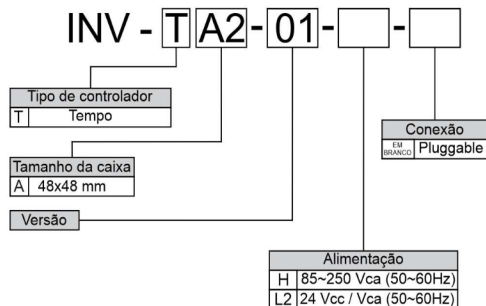 INV - T A2 - 01 -   -
Tipo de controlador
T Tempo
Tamanho da caixa
A 48x48 mm
Versão
Conexão
EM BRANCO Pluggable
Alimentação
H 85~250 Vca (50~60Hz)
L2 24 Vcc / Vca (50~60Hz)